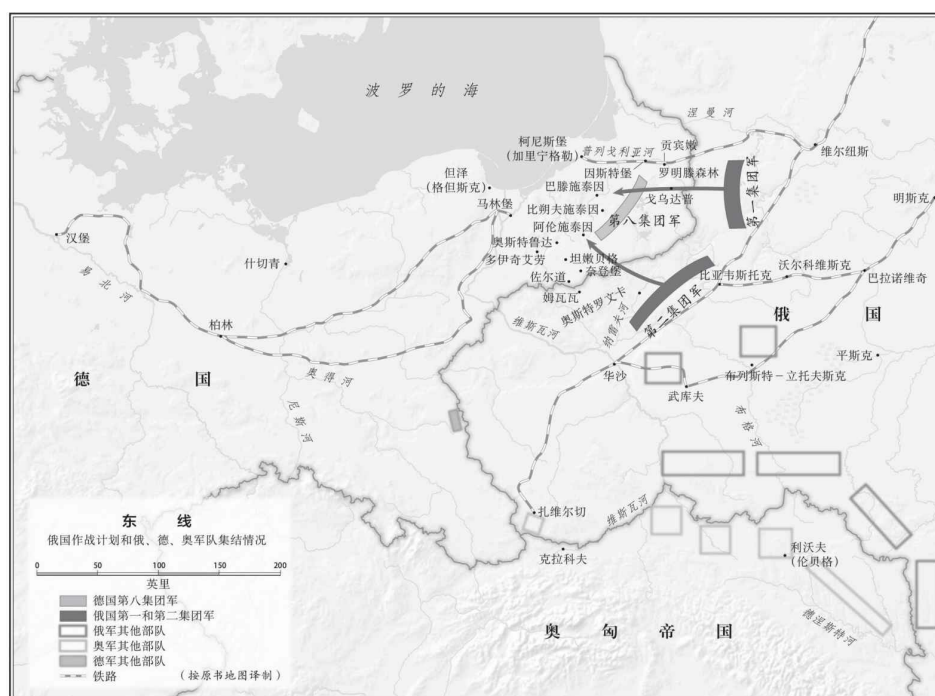 波罗的海
涅曼河
柯尼斯堡
(加里宁格勒)
普列戈利亚河
贡宾嫩
维尔纽斯
但泽
(格但斯克)
因斯特堡
罗明滕森林
巴滕施泰因
戈乌达普
第一集团军
明斯克
马林堡
比朔夫施泰因
第八集团军
阿伦施泰因
汉堡
奥斯特鲁达
什切青
多伊奇艾劳
坦嫩贝格
奈登堡
易北河
佐尔道
比亚韦斯托克
沃尔科维斯克
巴拉诺维奇
姆瓦瓦
奥斯特罗文卡
第二集团军
俄国
柏林
维斯瓦河
纳雷夫河
平斯克
德国
奥得河
华沙
布列斯特-立托夫斯克
武库夫
尼斯河
布格河
扎维尔切
维斯瓦河
克拉科夫
利沃夫
(伦贝格)
德涅斯特河
奥匈帝国
东线
俄国作战计划和俄、德、奥军队集结情况
0 50 100 150 200
英里
德国第八集团军
俄国第一和第二集团军
俄军其他部队
奥军其他部队
德军其他部队
铁路
(按原书地图译制)